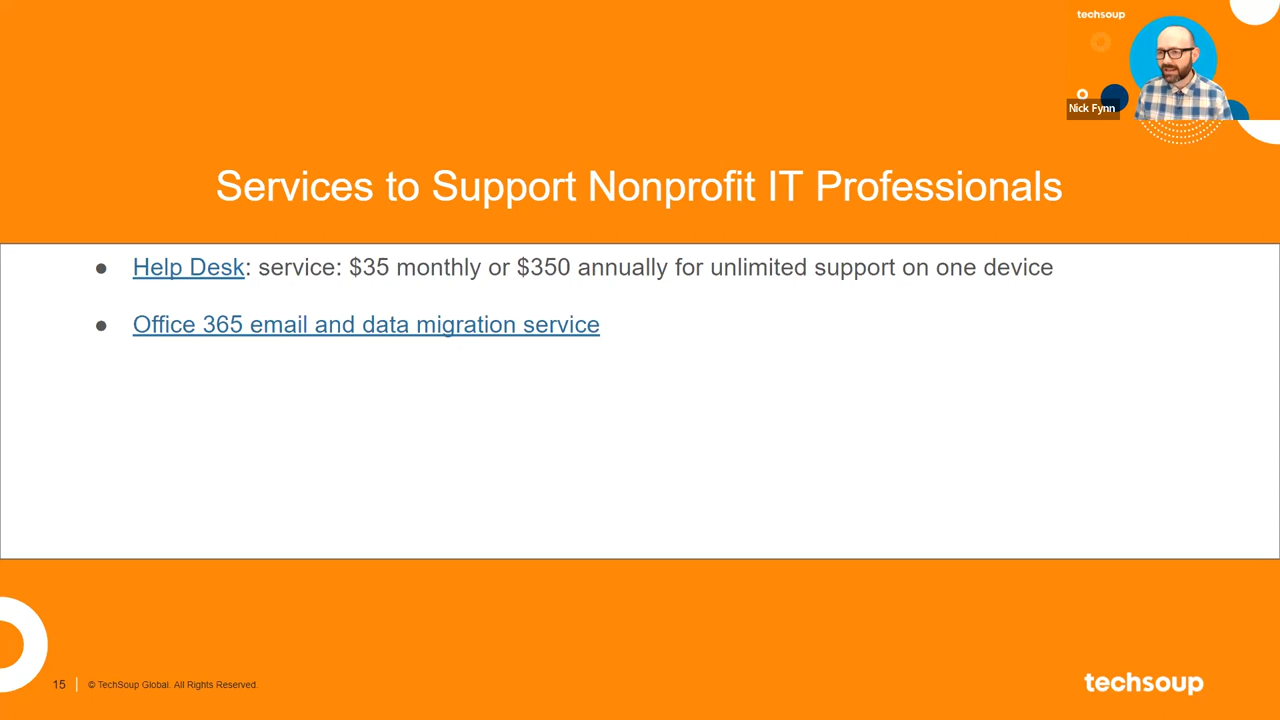 techsoup
Nick Fynn
Services to Support Nonprofit IT Professionals
● Help Desk: service: $35 monthly or $350 annually for unlimited support on one device
● Office 365 email and data migration service
15
© TechSoup Global. All Rights Reserved.
techsoup